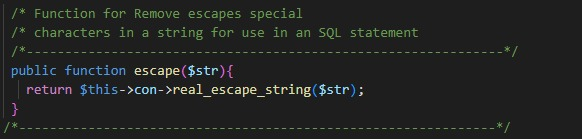 /* Function for Remove escapes special
/* characters in a string for use in an SQL statement
/*---------------------------------------------------------------*/
public function escape($str){
return $this->con->real_escape_string($str);
}
/*---------------------------------------------------------------*/